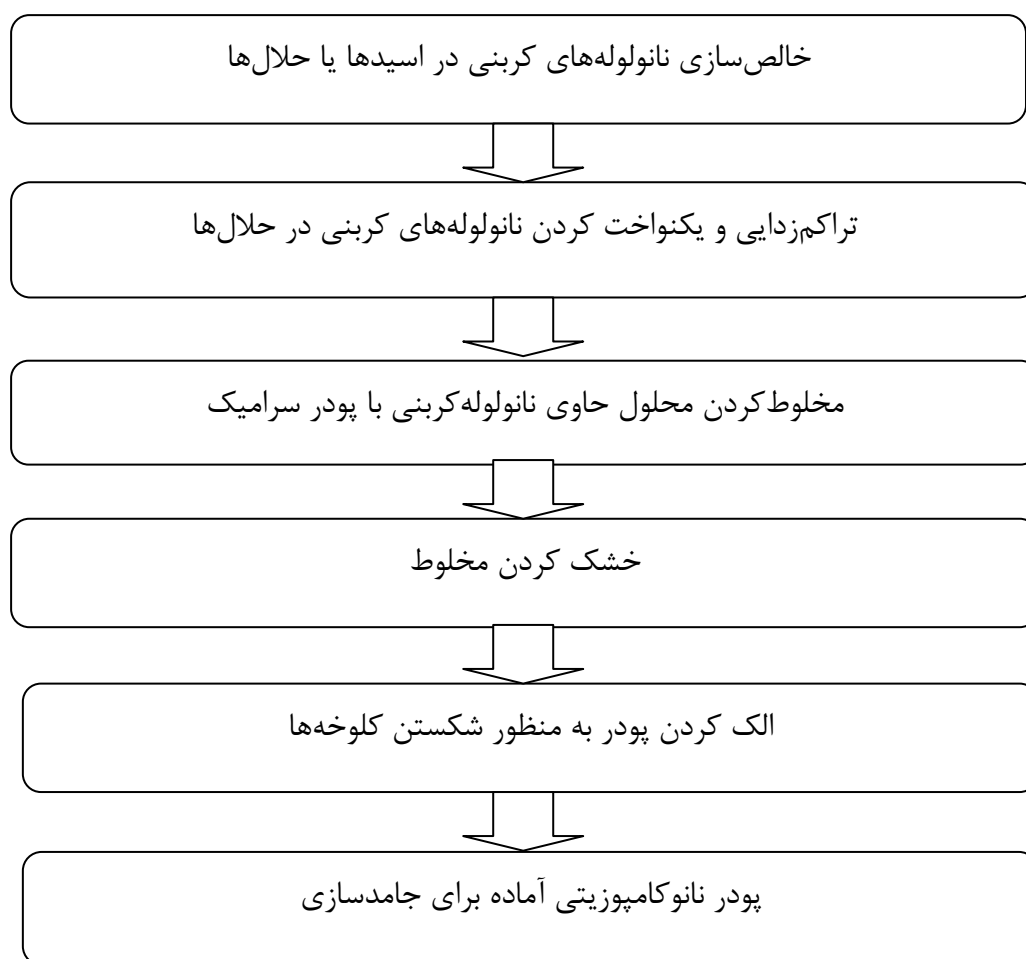 خالص‌سازی نانولوله‌های کربنی در اسیدها یا حلال‌ها
تراکم‌زدایی و یکنواخت کردن نانولوله‌های کربنی در حلال‌ها
مخلوط‌کردن محلول حاوی نانولوله‌کربنی با پودر سرامیک
خشک کردن مخلوط
الک کردن پودر به منظور شکستن کلوخه‌ها
پودر نانوکامپوزیتی آماده برای جامدسازی